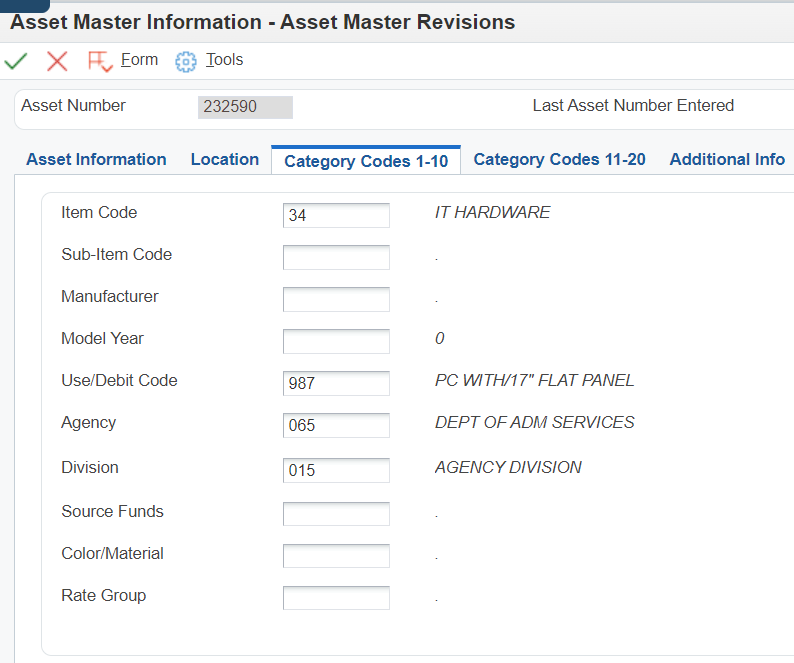 Asset Master Information - Asset Master Revisions
Form Tools
Asset Number 232590 Last Asset Number Entered
Asset Information Location Category Codes 1-10 Category Codes 11-20 Additional Info
Item Code 34 IT HARDWARE
Sub-Item Code .
Manufacturer .
Model Year 0
Use/Debit Code 987 PC WITH/17" FLAT PANEL
Agency 065 DEPT OF ADM SERVICES
Division 015 AGENCY DIVISION
Source Funds .
Color/Material .
Rate Group .